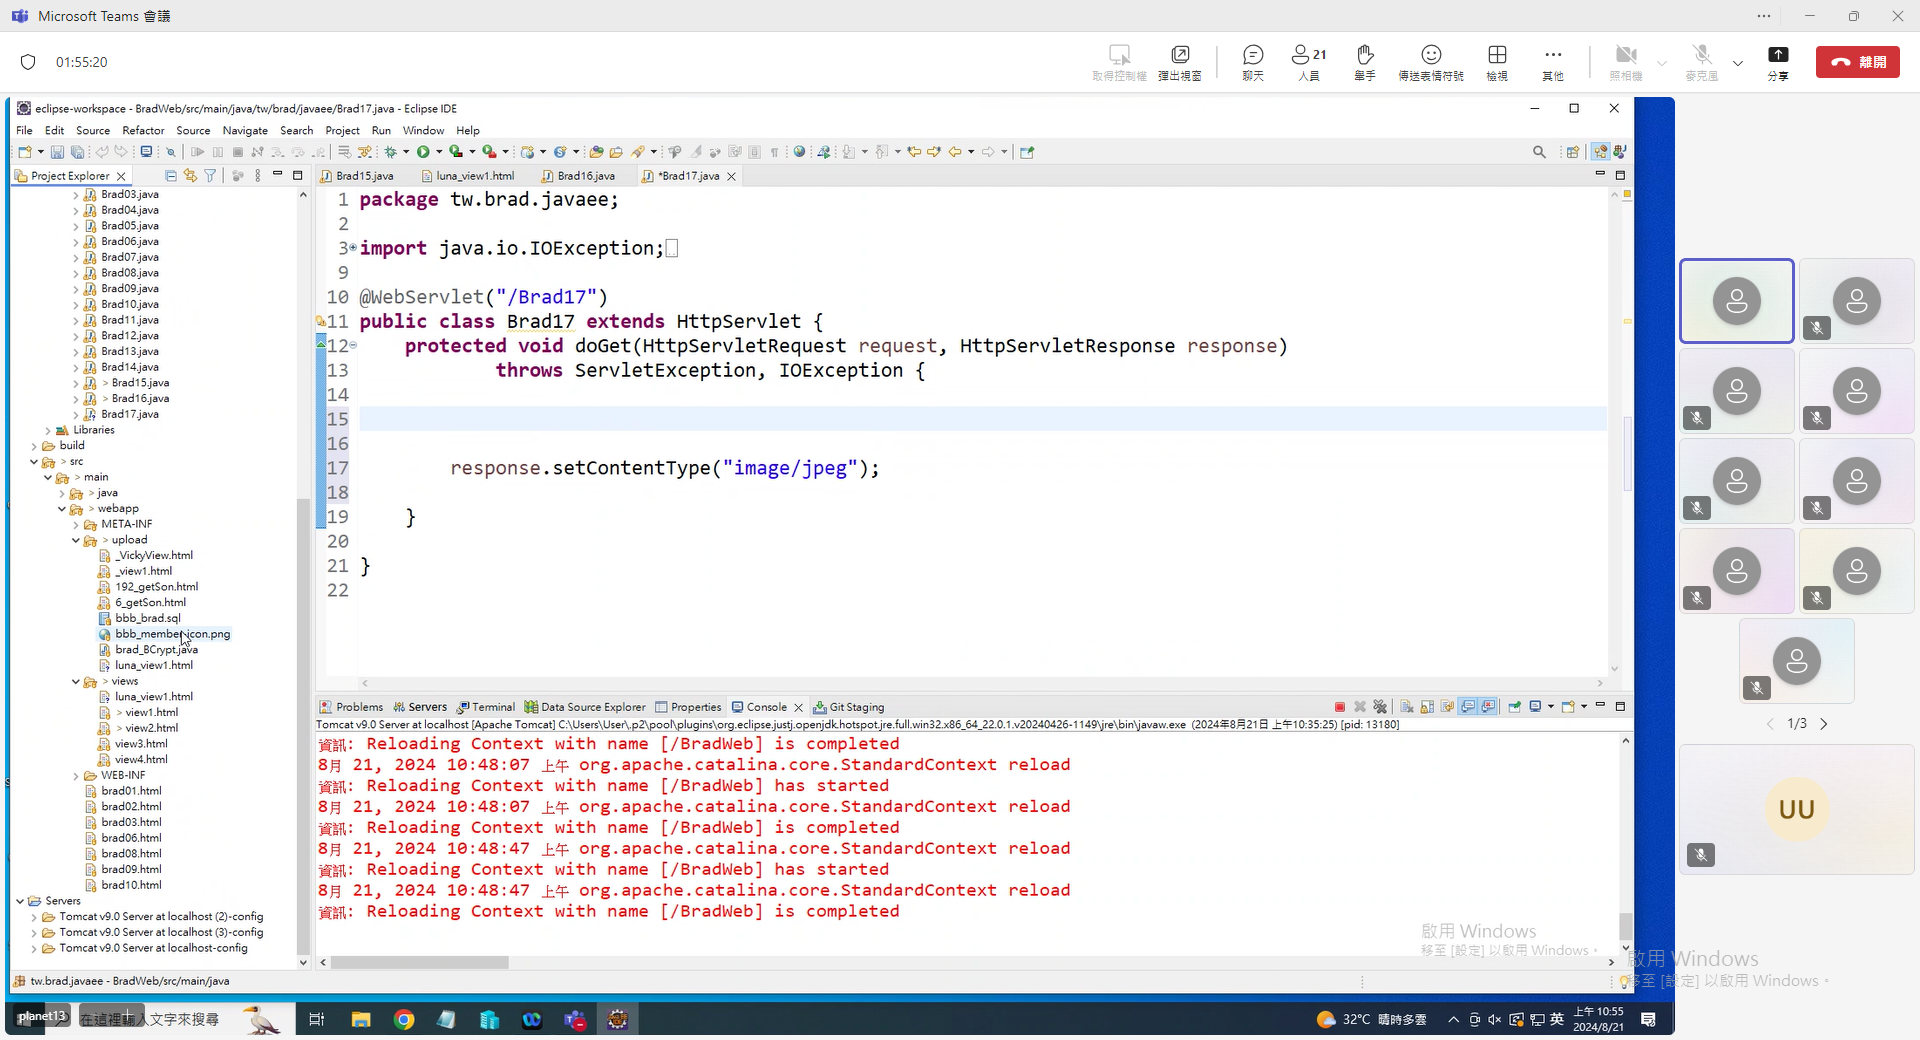 Microsoft Teams 會議
01:55:20
取得控制權
彈出視窗
聊天
21
人員
舉手
傳送表情符號
檢視
其他
照相機
麥克風
分享
離開
eclipse-workspace - BradWeb/src/main/java/tw/brad/javaee/Brad17.java - Eclipse IDE
File Edit Source Refactor Source Navigate Search Project Run Window Help
Project Explorer
Brad03.java
Brad04.java
Brad05.java
Brad06.java
Brad07.java
Brad08.java
Brad09.java
Brad10.java
Brad11.java
Brad12.java
Brad13.java
Brad14.java
> Brad15.java
> Brad16.java
Brad17.java
Libraries
build
> src
> main
> java
> webapp
META-INF
> upload
_VickyView.html
_view1.html
192_getSon.html
6_getSon.html
bbb_brad.sql
brad_BCrypt.java
luna_view1.html
> views
luna_view1.html
> view1.html
> view2.html
view3.html
view4.html
WEB-INF
brad01.html
brad02.html
brad03.html
brad06.html
brad08.html
brad09.html
brad10.html
Servers
Tomcat v9.0 Server at localhost (2)-config
Tomcat v9.0 Server at localhost (3)-config
Tomcat v9.0 Server at localhost-config
Brad15.java luna_view1.html Brad16.java *Brad17.java
1 package tw.brad.javaee;
2
3 import java.io.IOException;
9
10 @WebServlet("/Brad17")
11 public class Brad17 extends HttpServlet {
12 protected void doGet(HttpServletRequest request, HttpServletResponse response)
13 throws ServletException, IOException {
14
15
16
17 response.setContentType("image/jpeg");
18
19 }
20
21 }
22
Problems Servers Terminal Data Source Explorer Properties Console Git Staging
Tomcat v9.0 Server at localhost [Apache Tomcat] C:\Users\User\.p2\pool\plugins\org.eclipse.justj.openjdk.hotspot.jre.full.win32.x86_64_22.0.1.v20240426-1149\jre\bin\javaw.exe (2024年8月21日 上午10:35:25) [pid: 13180]
資訊: Reloading Context with name [/BradWeb] is completed
8月 21, 2024 10:48:07 上午 org.apache.catalina.core.StandardContext reload
資訊: Reloading Context with name [/BradWeb] has started
8月 21, 2024 10:48:07 上午 org.apache.catalina.core.StandardContext reload
資訊: Reloading Context with name [/BradWeb] is completed
8月 21, 2024 10:48:47 上午 org.apache.catalina.core.StandardContext reload
資訊: Reloading Context with name [/BradWeb] has started
8月 21, 2024 10:48:47 上午 org.apache.catalina.core.StandardContext reload
資訊: Reloading Context with name [/BradWeb] is completed
啟用 Windows
移至 [設定] 以啟用 Windows。
tw.brad.javaee - BradWeb/src/main/java
1/3
UU
啟用 Windows
移至 [設定] 以啟用 Windows。
planet13
在這裡輸入文字來搜尋
32°C 晴時多雲
英
上午 10:55
2024/8/21